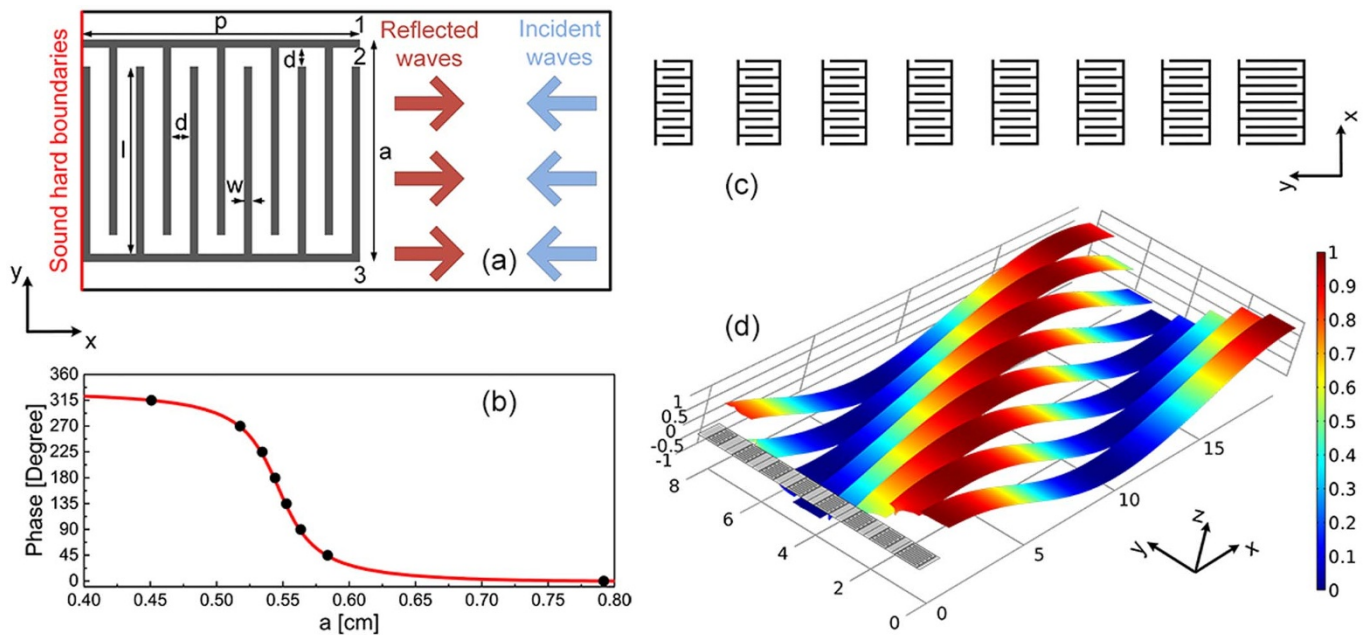 Sound hard boundaries
p
1
2
3
d
d
l
w
a
Reflected
waves
Incident
waves
(a)
y
x
(b)
Phase [Degree]
360
315
270
225
180
135
90
45
0
0.40 0.45 0.50 0.55 0.60 0.65 0.70 0.75 0.80
a [cm]
(c)
x
y
(d)
1
0.5
0
-0.5
-1
8
6
4
2
0
0
5
10
15
z
y
x
1
0.9
0.8
0.7
0.6
0.5
0.4
0.3
0.2
0.1
0